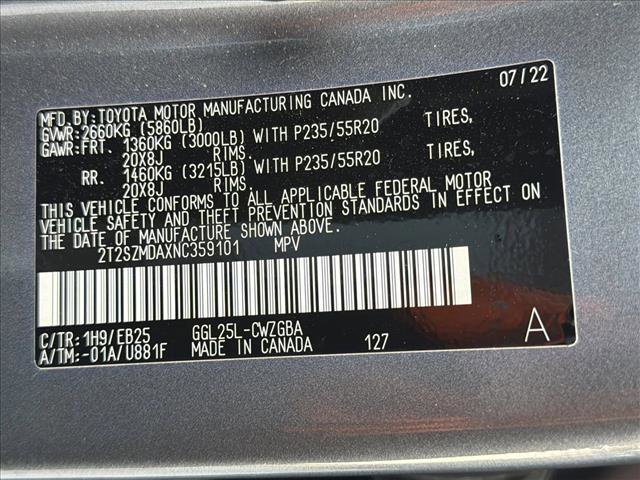 07/22
MFD.BY:TOYOTA MOTOR MANUFACTURING CANADA INC.
GVWR:2660KG (5860LB)
GAWR:FRT. 1360KG (3000LB) WITH P235/55R20 TIRES,
20X8J RIMS.
RR. 1460KG (3215LB) WITH P235/55R20 TIRES,
20X8J RIMS.
THIS VEHICLE CONFORMS TO ALL APPLICABLE FEDERAL MOTOR
VEHICLE SAFETY AND THEFT PREVENTION STANDARDS IN EFFECT ON
THE DATE OF MANUFACTURE SHOWN ABOVE.
2T2SZMDAXNC359101 MPV
C/TR: 1H9/EB25 GGL25L-CWZGBA
A/TM:-01A/U881F MADE IN CANADA 127 A